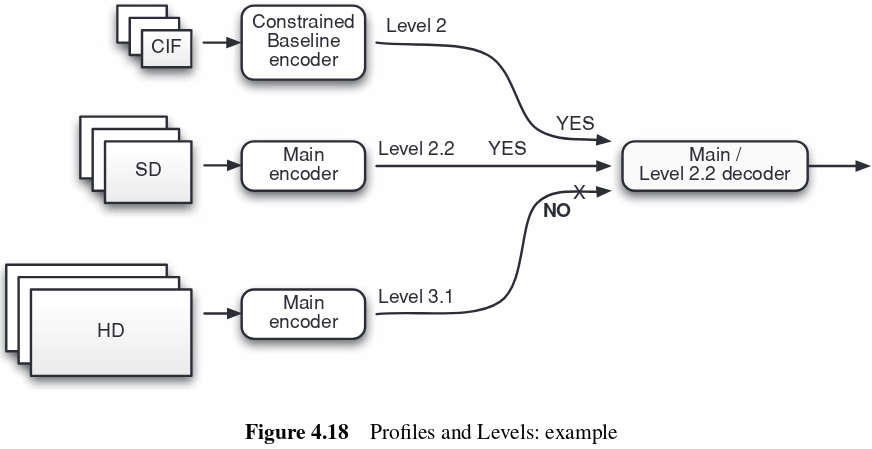 CIF
Constrained
Baseline
encoder
Level 2
YES
SD
Main
encoder
Level 2.2
YES
Main /
Level 2.2 decoder
X
NO
HD
Main
encoder
Level 3.1
Figure 4.18 Profiles and Levels: example